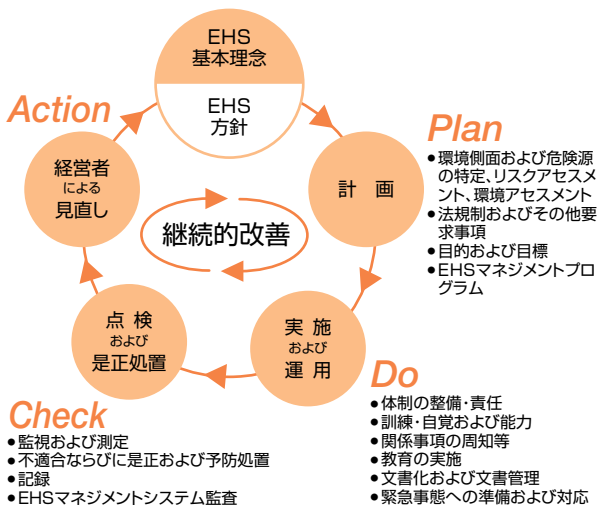 EHS
基本理念
EHS
方針
Action
経営者
による
見直し
Plan
計 画
•環境側面および危険源
の特定、リスクアセスメ
ント、環境アセスメント
•法規制およびその他要
求事項
•目的および目標
•EHSマネジメントプロ
グラム
継続的改善
点 検
および
是正処置
実 施
および
運 用
Check
•監視および測定
•不適合ならびに是正および予防処置
•記録
•EHSマネジメントシステム監査
Do
•体制の整備・責任
•訓練・自覚および能力
•関係事項の周知等
•教育の実施
•文書化および文書管理
•緊急事態への準備および対応